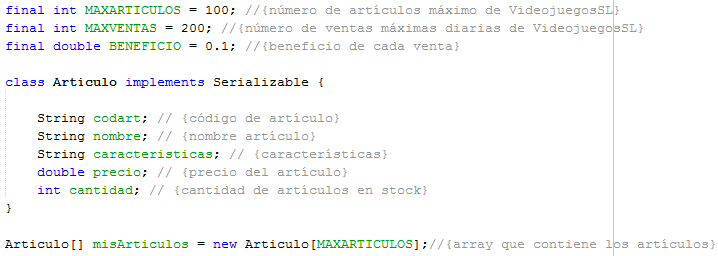 final int MAXARTICULOS = 100; //{número de artículos máximo de VideojuegosSL}
final int MAXVENTAS = 200; //{número de ventas máximas diarias de VideojuegosSL}
final double BENEFICIO = 0.1; //{beneficio de cada venta}
class Articulo implements Serializable {
String codart; // {código de artículo}
String nombre; // {nombre artículo}
String caracteristicas; // {características}
double precio; // {precio del artículo}
int cantidad; // {cantidad de artículos en stock}
}
Articulo[] misArticulos = new Articulo[MAXARTICULOS];//{array que contiene los artículos}